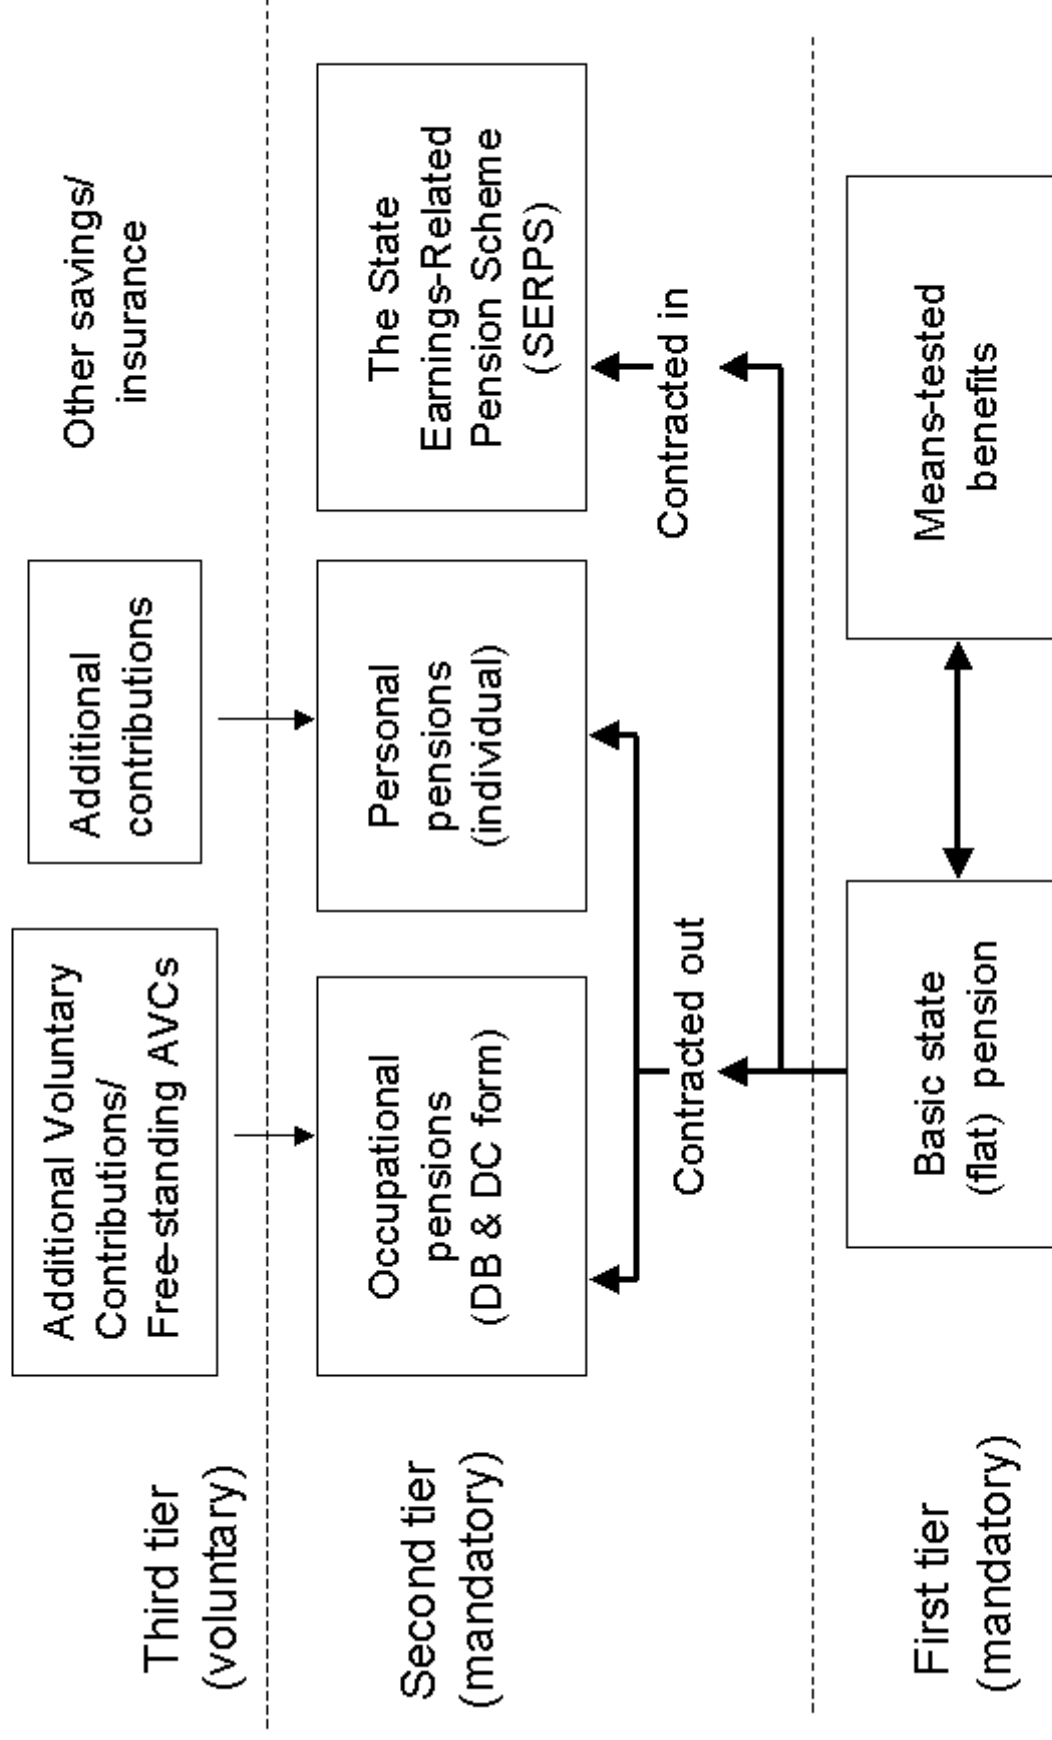 Third tier
(voluntary)
Additional Voluntary
Contributions/
Free-standing AVCs
Additional
contributions
Other savings/
insurance
Second tier
(mandatory)
Occupational
pensions
(DB & DC form)
Personal
pensions
(individual)
The State
Earnings-Related
Pension Scheme
(SERPS)
Contracted out
Contracted in
First tier
(mandatory)
Basic state
(flat) pension
Means-tested
benefits